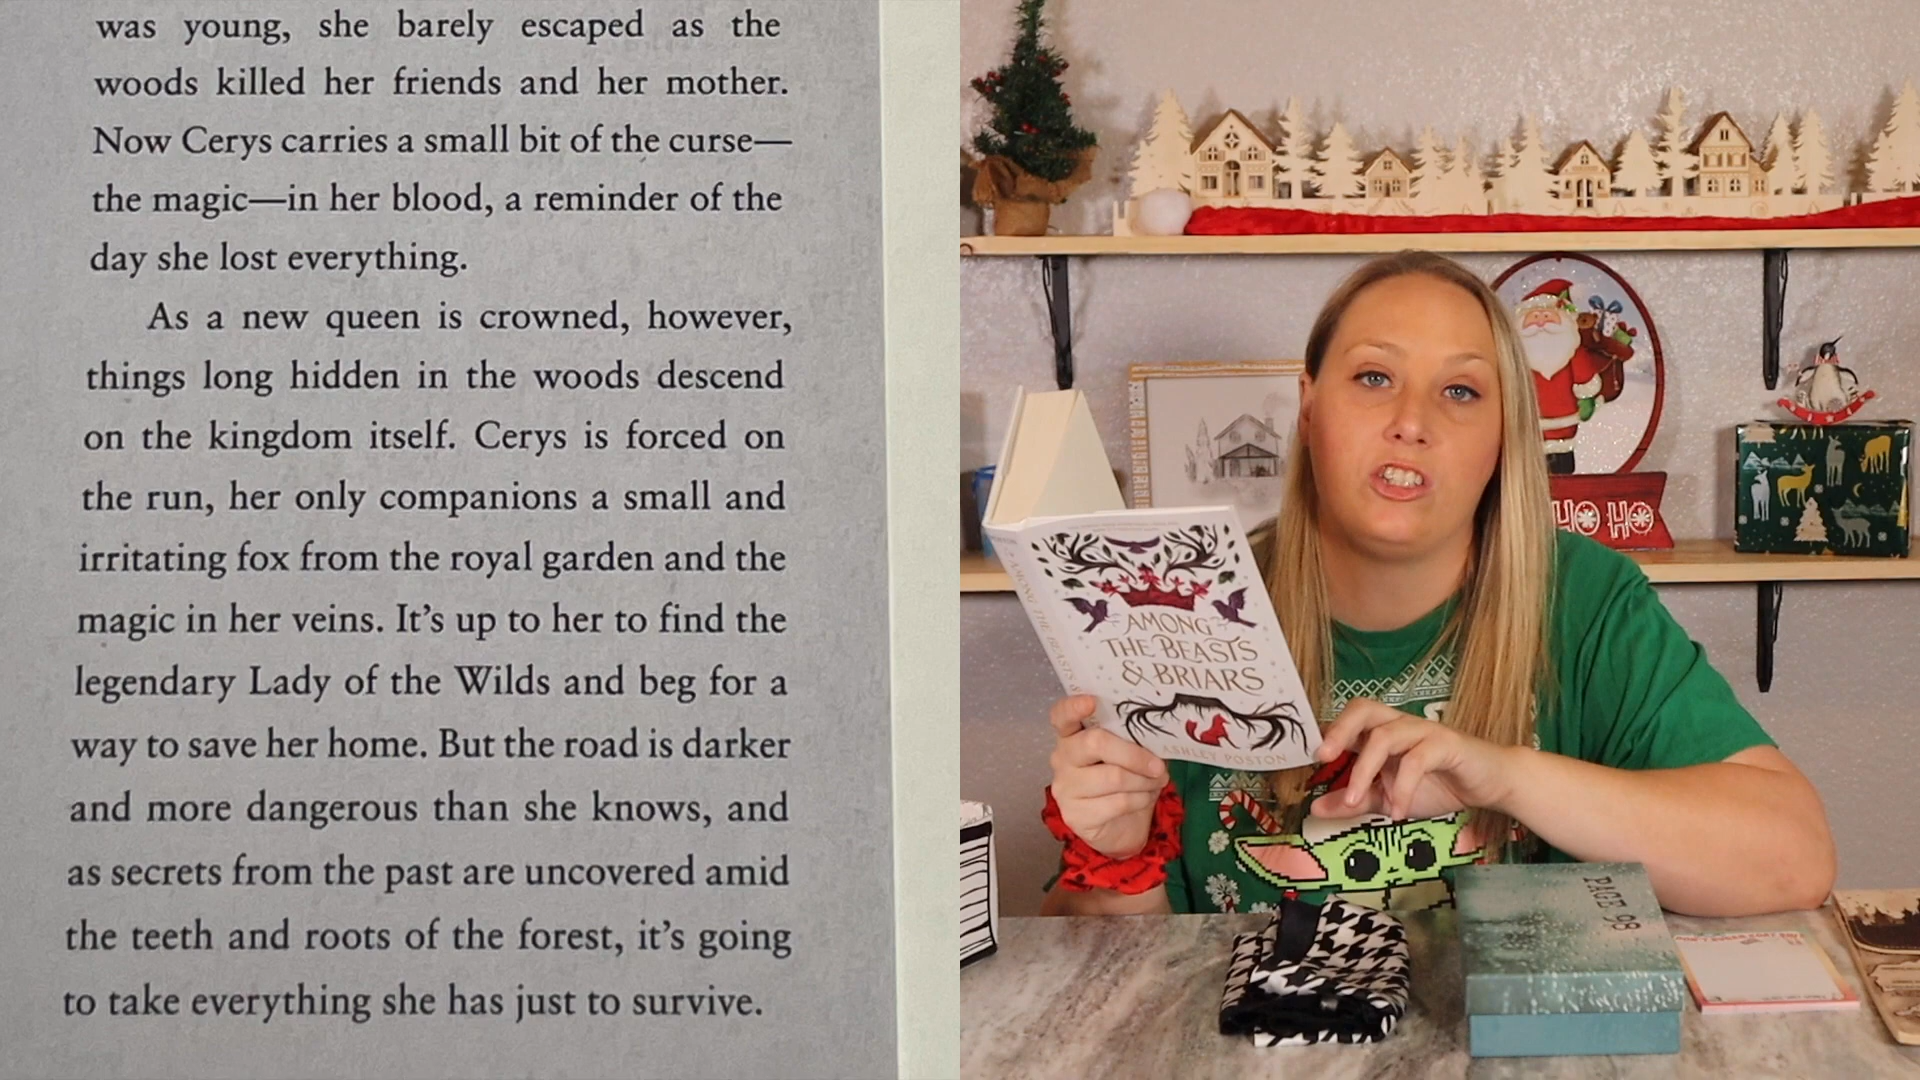 was young, she barely escaped as the
woods killed her friends and her mother.
Now Cerys carries a small bit of the curse—
the magic—in her blood, a reminder of the
day she lost everything.
As a new queen is crowned, however,
things long hidden in the woods descend
on the kingdom itself. Cerys is forced on
the run, her only companions a small and
irritating fox from the royal garden and the
magic in her veins. It's up to her to find the
legendary Lady of the Wilds and beg for a
way to save her home. But the road is darker
and more dangerous than she knows, and
as secrets from the past are uncovered amid
the teeth and roots of the forest, it's going
to take everything she has just to survive.
HO HO
AMONG
THE BEASTS
& BRIARS
ASHLEY POSTON
AMONG THE BEASTS &
PAGE 98